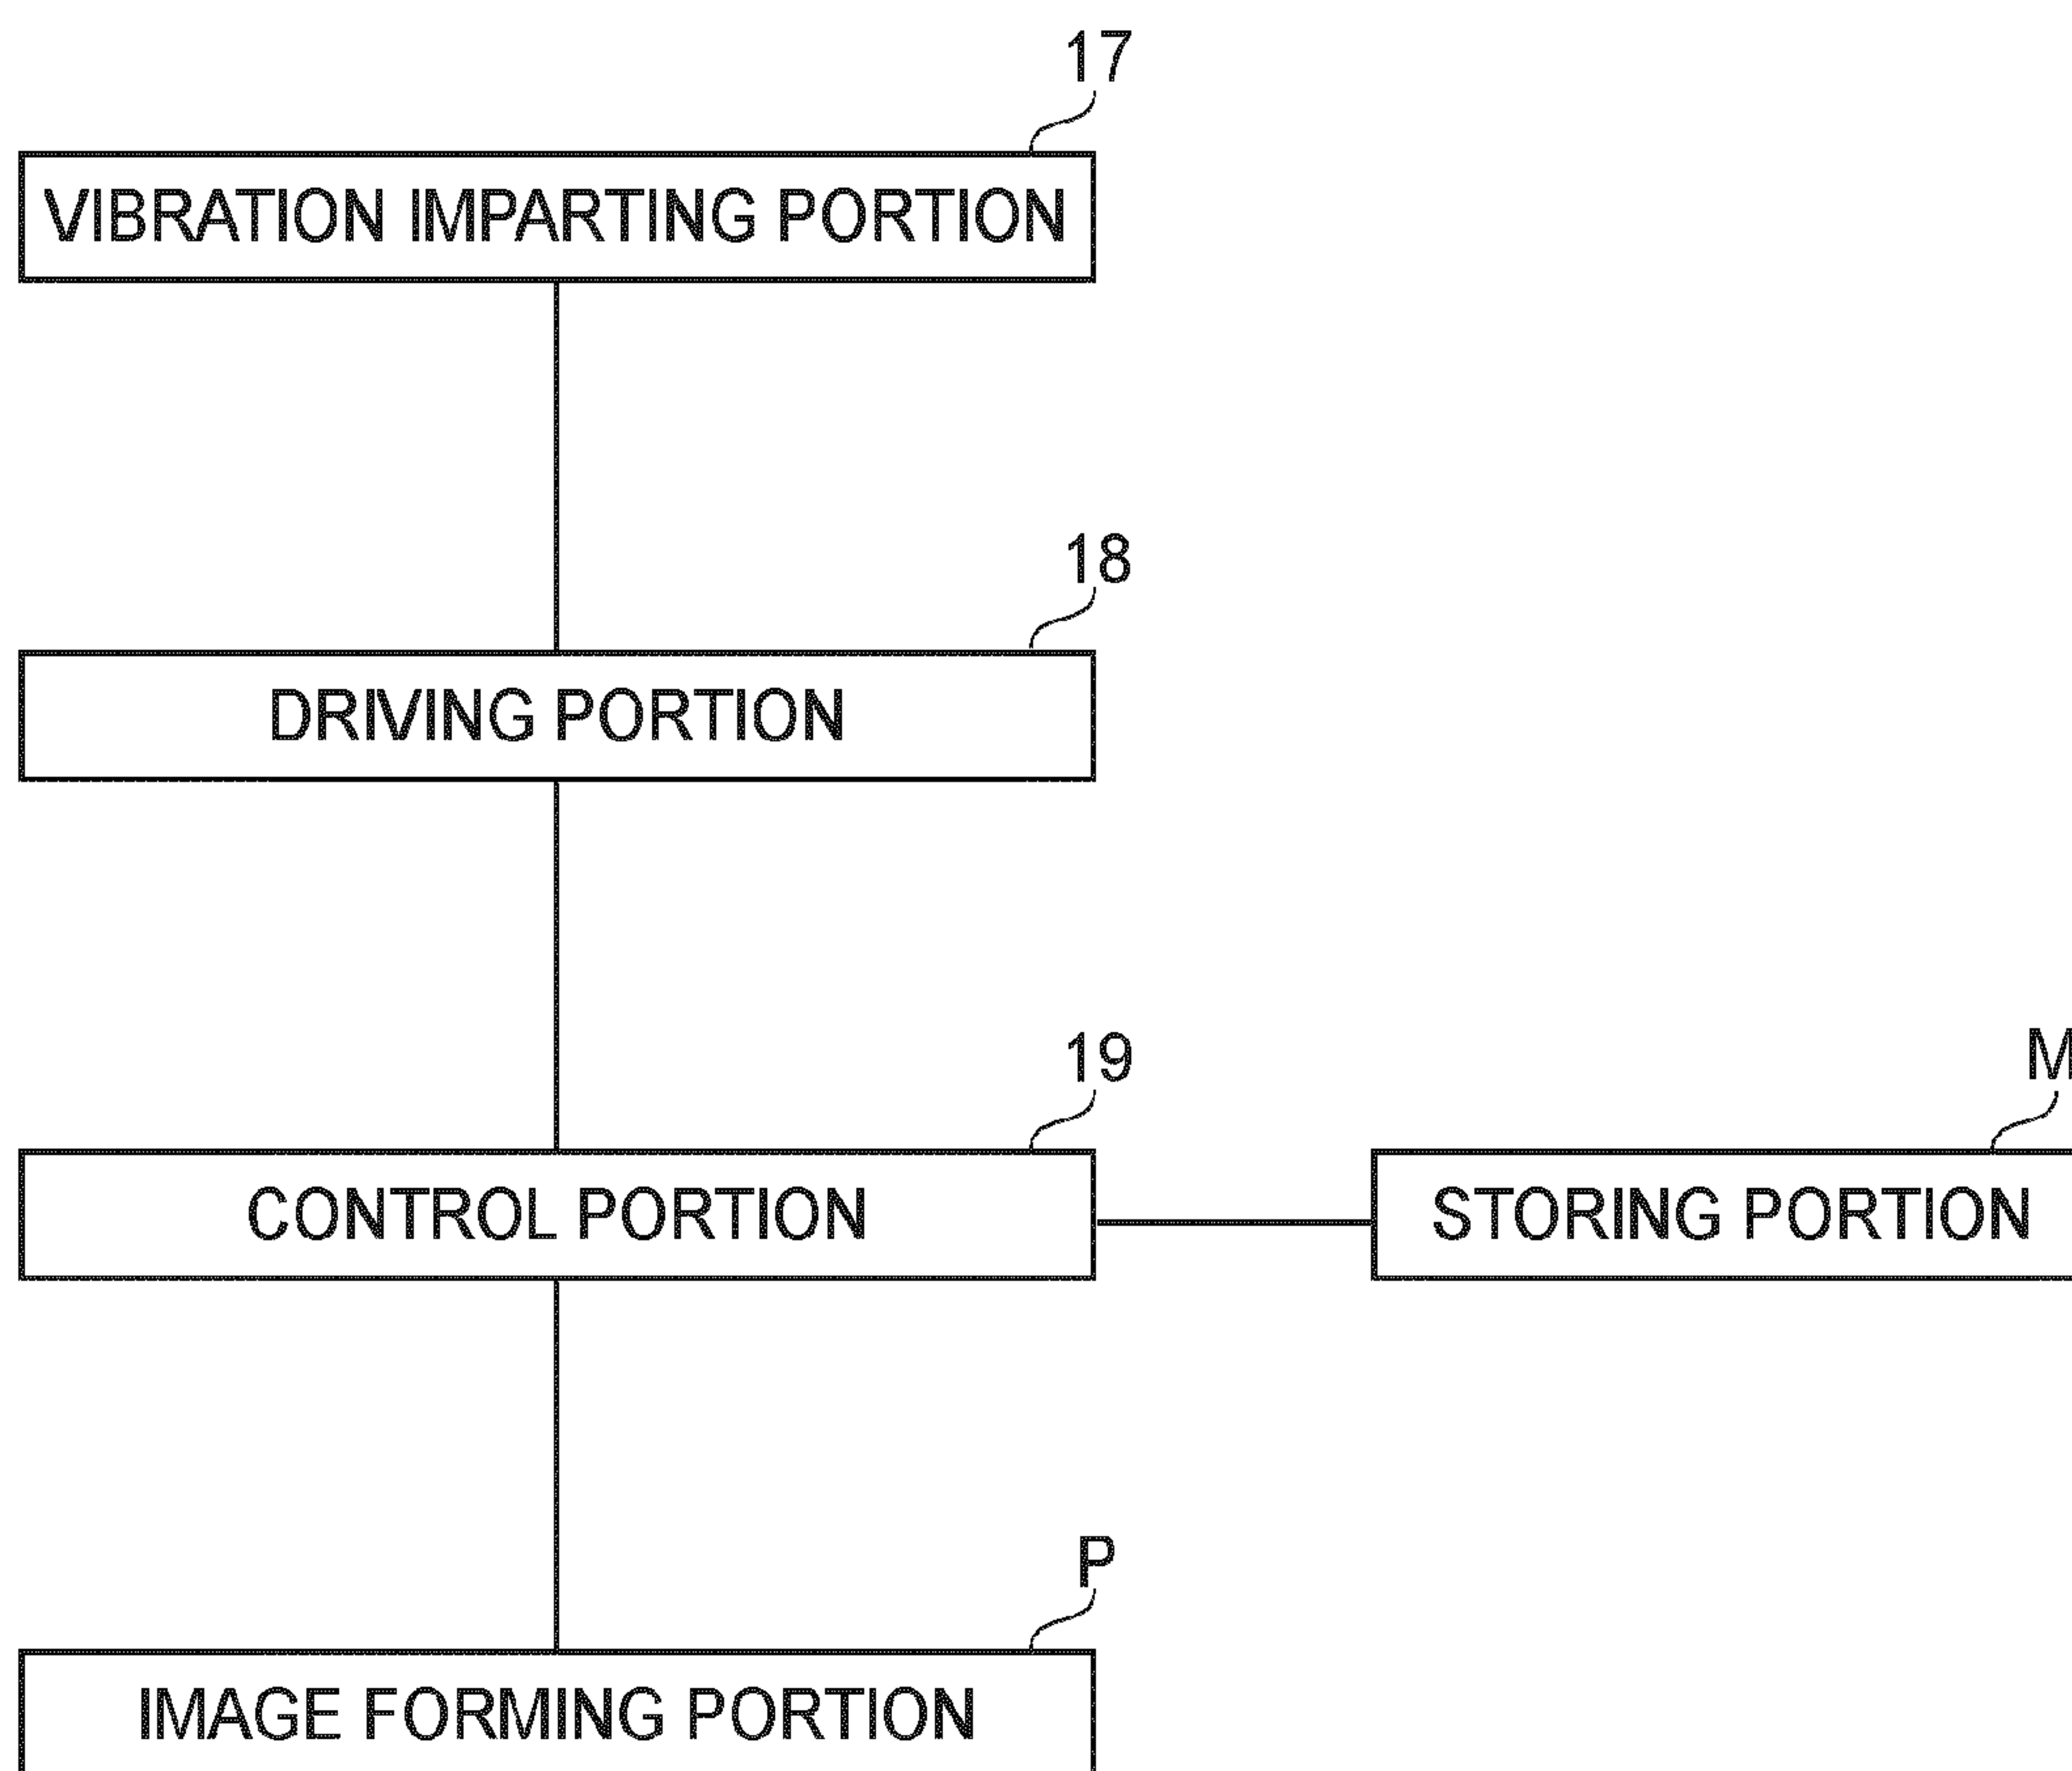 17
VIBRATION IMPARTING PORTION
18
DRIVING PORTION
19
CONTROL PORTION
M
STORING PORTION
P
IMAGE FORMING PORTION